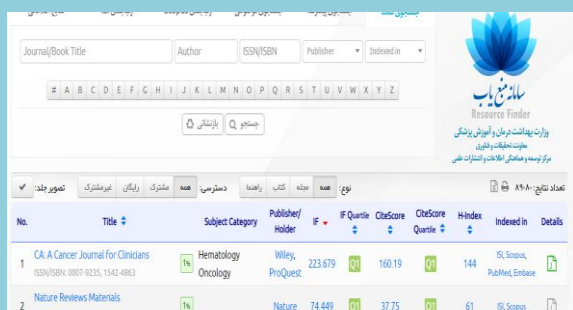 جستجوی پیشرفته
Journal/Book Title
Author
ISSN/ISBN
Publisher
Indexed in
# A B C D E F G H I J K L M N O P Q R S T U V W X Y Z
جستجو
بازنشانی
سامانه منبع یاب
Resource Finder
وزارت بهداشت درمان و آموزش پزشکی
معاونت تحقیقات و فناوری
مرکز توسعه و هماهنگی اطلاعات و انتشارات علمی
تعداد نتایج: ۸۹۰۸۰
نوع: همه مجله کتاب راهنما
دسترسی: همه مشترک رایگان غیرمشترک
تصویر جلد:
No. Title Subject Category Publisher/Holder IF IF Quartile CiteScore CiteScore Quartile H-Index Indexed in Details
1 CA: A Cancer Journal for Clinicians
ISSN/ISBN: 0007-9235, 1542-4863
1% Hematology
Oncology
Wiley,
ProQuest
223.679 Q1 160.19 Q1 144
ISI, Scopus,
PubMed, Embase
2 Nature Reviews Materials
1% Nature 74.449 Q1 37.75 Q1 61 ISI, Scopus